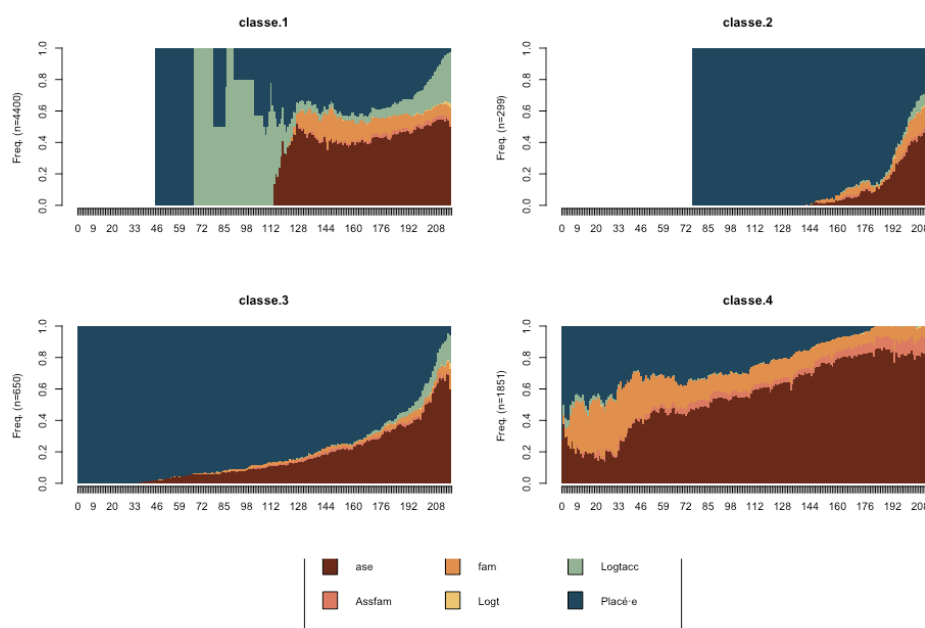 classe.1
classe.2
Freq. (n=4400)
0.0 0.2 0.4 0.6 0.8 1.0
Freq. (n=299)
0.0 0.2 0.4 0.6 0.8 1.0
0 9 20 33 46 59 72 85 98 113 128 144 160 176 192 208
0 9 20 33 46 59 72 85 98 113 128 144 160 176 192 208
classe.3
classe.4
Freq. (n=650)
0.0 0.2 0.4 0.6 0.8 1.0
Freq. (n=1851)
0.0 0.2 0.4 0.6 0.8 1.0
0 9 20 33 46 59 72 85 98 113 128 144 160 176 192 208
0 9 20 33 46 59 72 85 98 113 128 144 160 176 192 208
ase fam Logtacc
Assfam Logt Placé·e